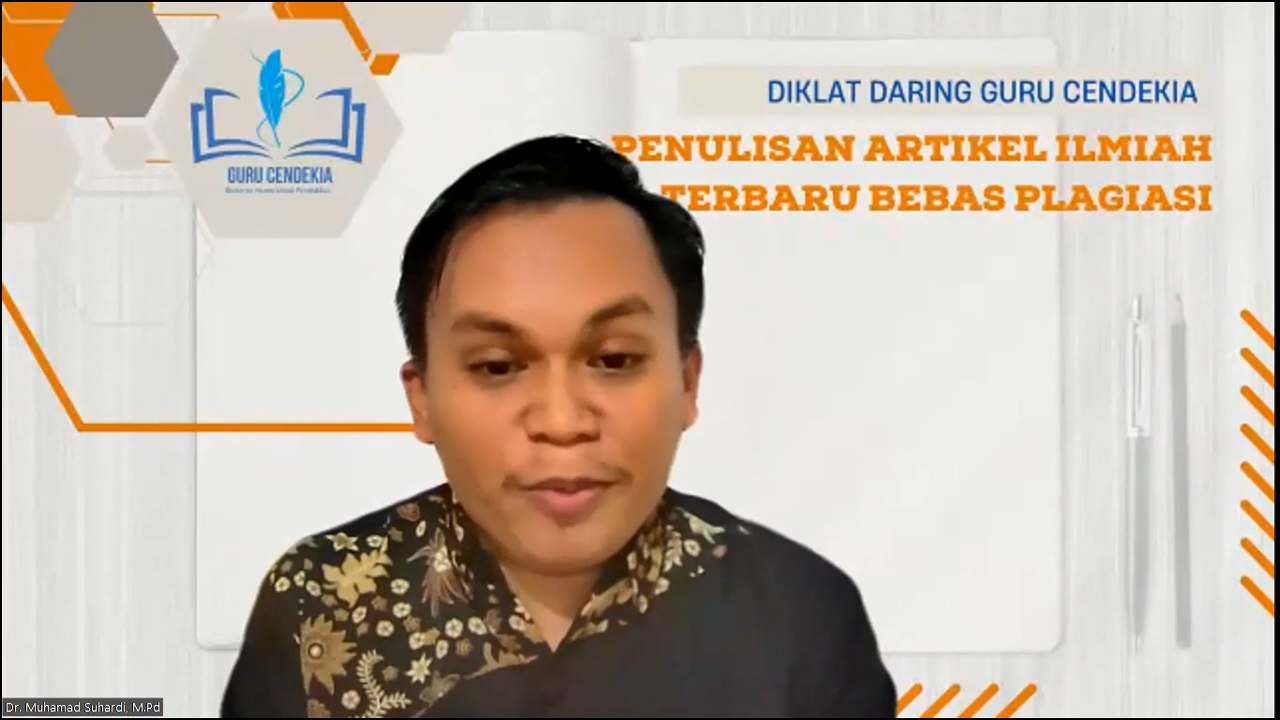 DIKLAT DARING GURU CENDEKIA
PENULISAN ARTIKEL ILMIAH
TERBARU BEBAS PLAGIASI
GURU CENDEKIA
Dr. Muhamad Suhardi, M.Pd